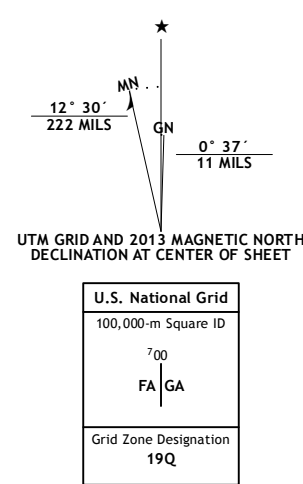 ★
MN
12° 30´
222 MILS
GN
0° 37´
11 MILS
UTM GRID AND 2013 MAGNETIC NORTH
DECLINATION AT CENTER OF SHEET
U.S. National Grid
100,000-m Square ID
⁷00
FA GA
Grid Zone Designation
19Q